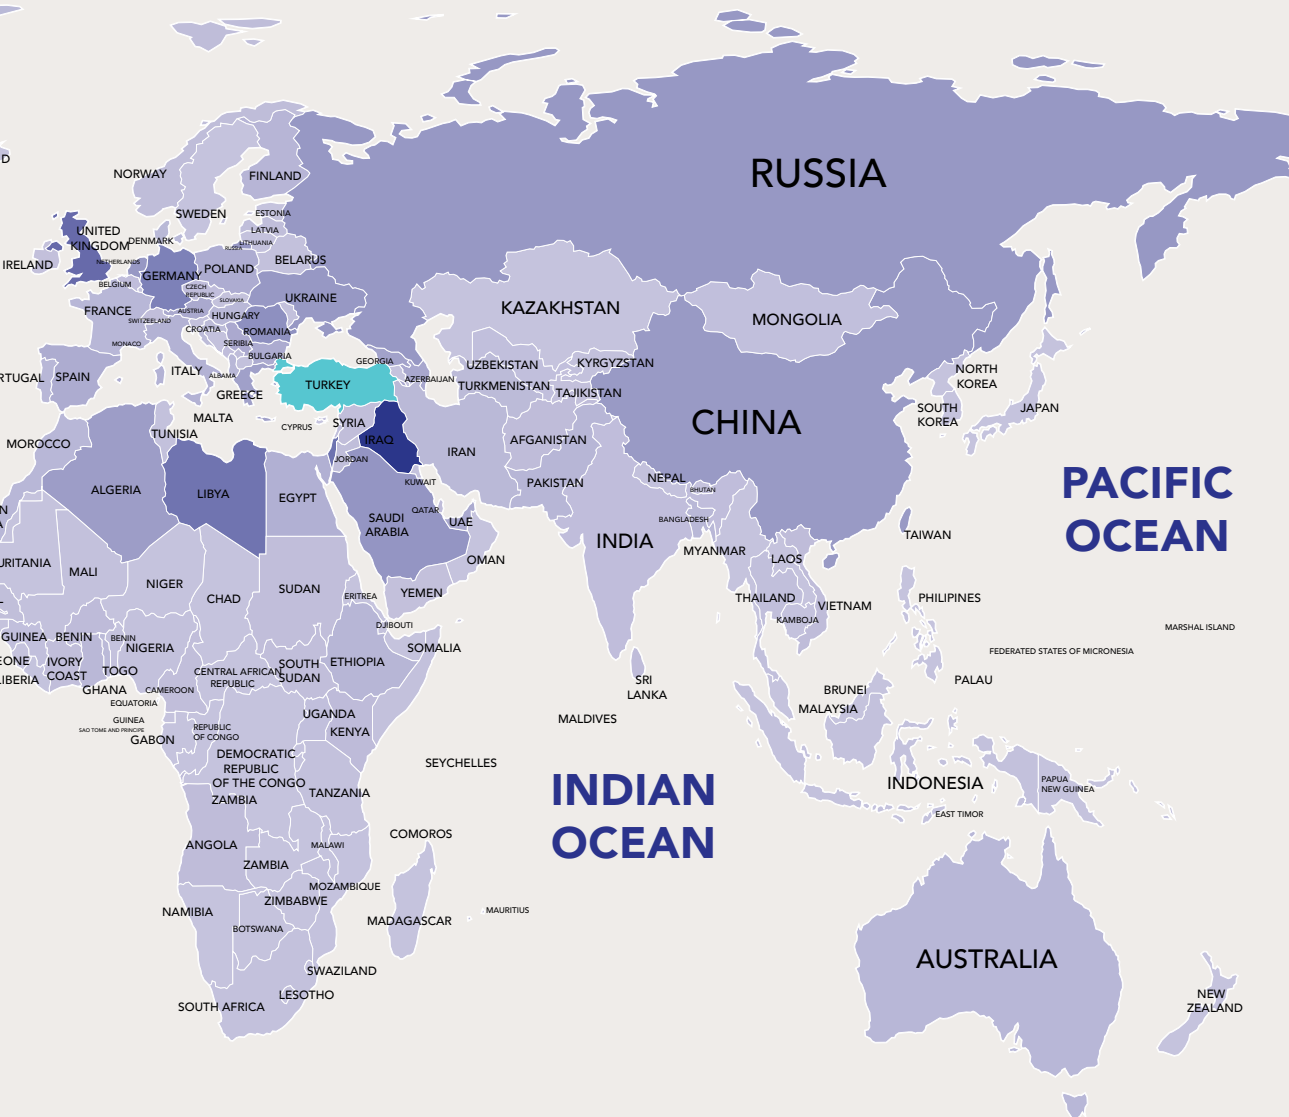 D
NORWAY
FINLAND
SWEDEN
ESTONIA
LATVIA
LITHUANIA
RUSSIA
RUSSIA
UNITED
KINGDOM
DENMARK
IRELAND
NETHERLANDS
BELGIUM
GERMANY
POLAND
BELARUS
CZECH
REPUBLIC
SLOVAKIA
UKRAINE
FRANCE
SWITZEELAND
AUSTRIA
HUNGARY
CROATIA
ROMANIA
SERIBIA
MONACO
BULGARIA
GEORGIA
KAZAKHSTAN
MONGOLIA
RTUGAL
SPAIN
ITALY
ALBAMA
GREECE
TURKEY
AZERBAIJAN
UZBEKISTAN
KYRGYZSTAN
TURKMENISTAN
TAJIKISTAN
NORTH
KOREA
SOUTH
KOREA
JAPAN
CHINA
MALTA
CYPRUS
SYRIA
IRAQ
IRAN
AFGANISTAN
TUNISIA
MOROCCO
JORDAN
KUWAIT
PAKISTAN
NEPAL
BHUTAN
PACIFIC
OCEAN
ALGERIA
LIBYA
EGYPT
SAUDI
ARABIA
QATAR
UAE
OMAN
BANGLADESH
INDIA
MYANMAR
LAOS
TAIWAN
N
A
URITANIA
MALI
NIGER
CHAD
SUDAN
ERITREA
YEMEN
DJIBOUTI
THAILAND
VIETNAM
KAMBOJA
PHILIPINES
MARSHAL ISLAND
FEDERATED STATES OF MICRONESIA
GUINEA
BENIN
BENIN
NIGERIA
SOMALIA
EONE
IVORY
COAST
TOGO
CENTRAL AFRICAN
REPUBLIC
SOUTH
SUDAN
ETHIOPIA
IBERIA
GHANA
CAMEROON
SRI
LANKA
PALAU
BRUNEI
MALAYSIA
EQUATORIA
GUINEA
SAO TOME AND PRINCIPE
GABON
REPUBLIC
OF CONGO
UGANDA
KENYA
MALDIVES
DEMOCRATIC
REPUBLIC
OF THE CONGO
SEYCHELLES
INDIAN
OCEAN
INDONESIA
PAPUA
NEW GUINEA
EAST TIMOR
ZAMBIA
TANZANIA
COMOROS
ANGOLA
MALAWI
ZAMBIA
MOZAMBIQUE
ZIMBABWE
NAMIBIA
BOTSWANA
MADAGASCAR
MAURITIUS
SWAZILAND
LESOTHO
SOUTH AFRICA
AUSTRALIA
NEW
ZEALAND